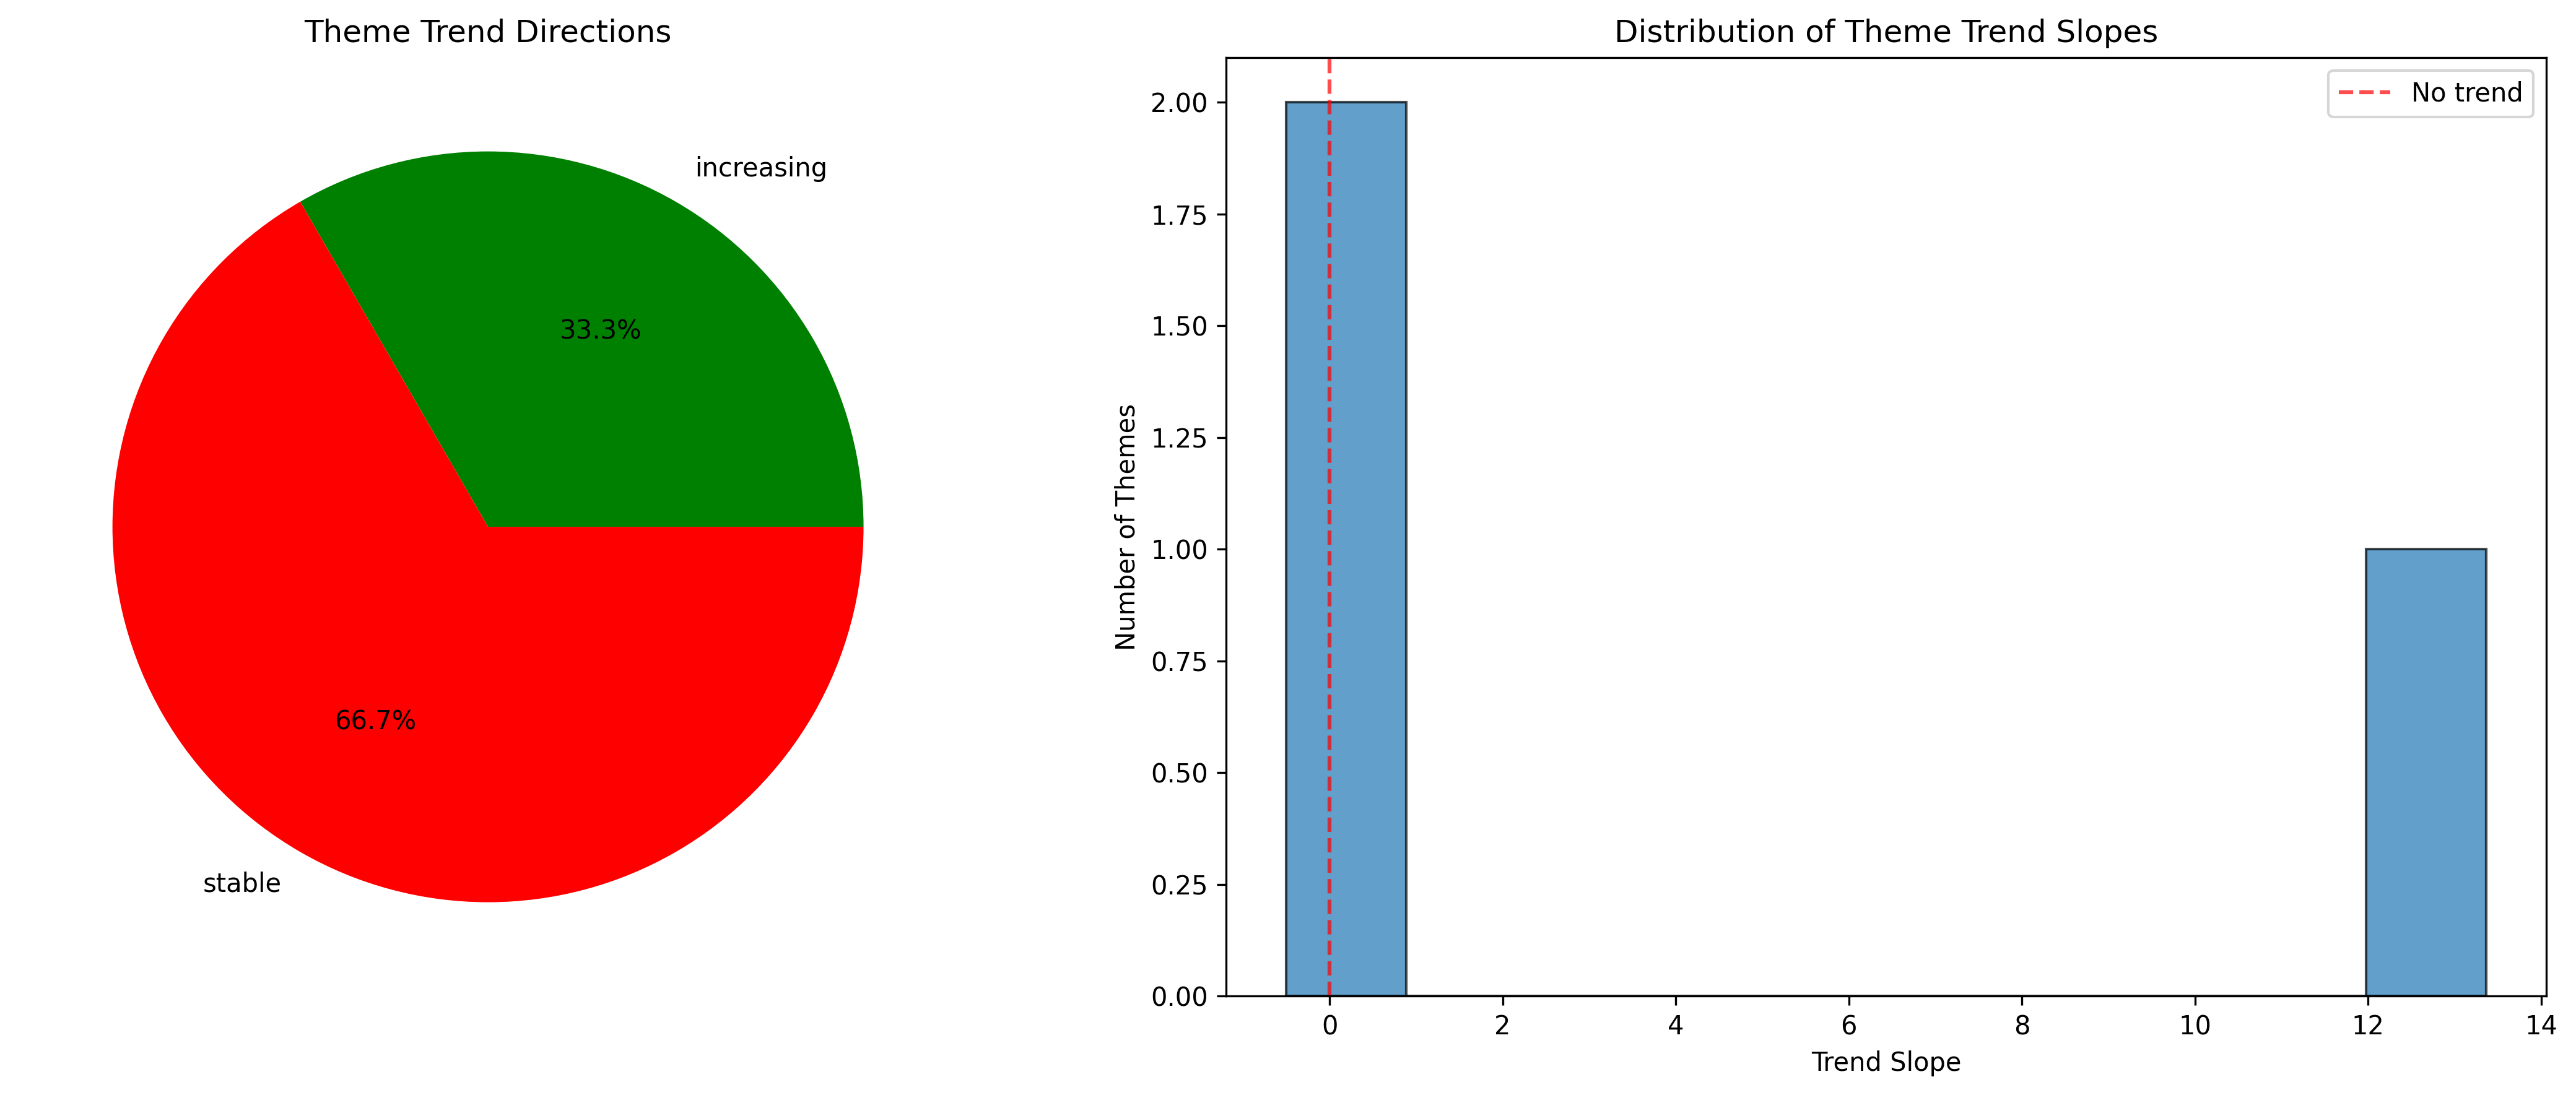 Theme Trend Directions
increasing
33.3%
66.7%
stable
Distribution of Theme Trend Slopes
No trend
2.00
1.75
1.50
1.25
1.00
0.75
0.50
0.25
0.00
Number of Themes
0 2 4 6 8 10 12 14
Trend Slope